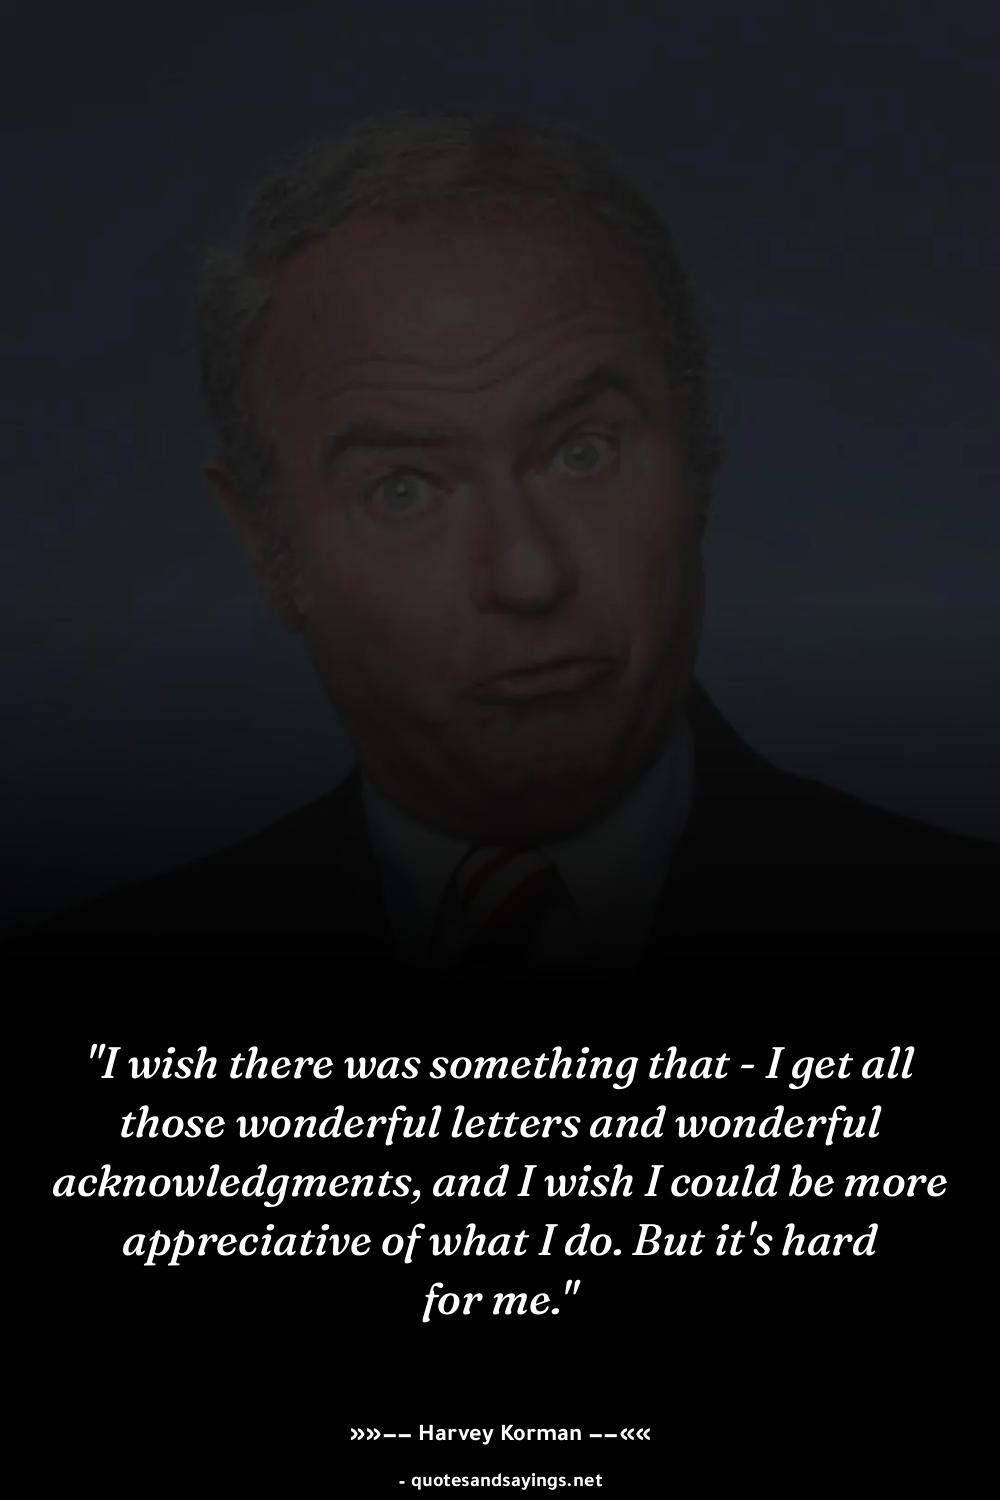 "I wish there was something that - I get all
those wonderful letters and wonderful
acknowledgments, and I wish I could be more
appreciative of what I do. But it's hard
for me."
»»–– Harvey Korman ––««
- quotesandsayings.net